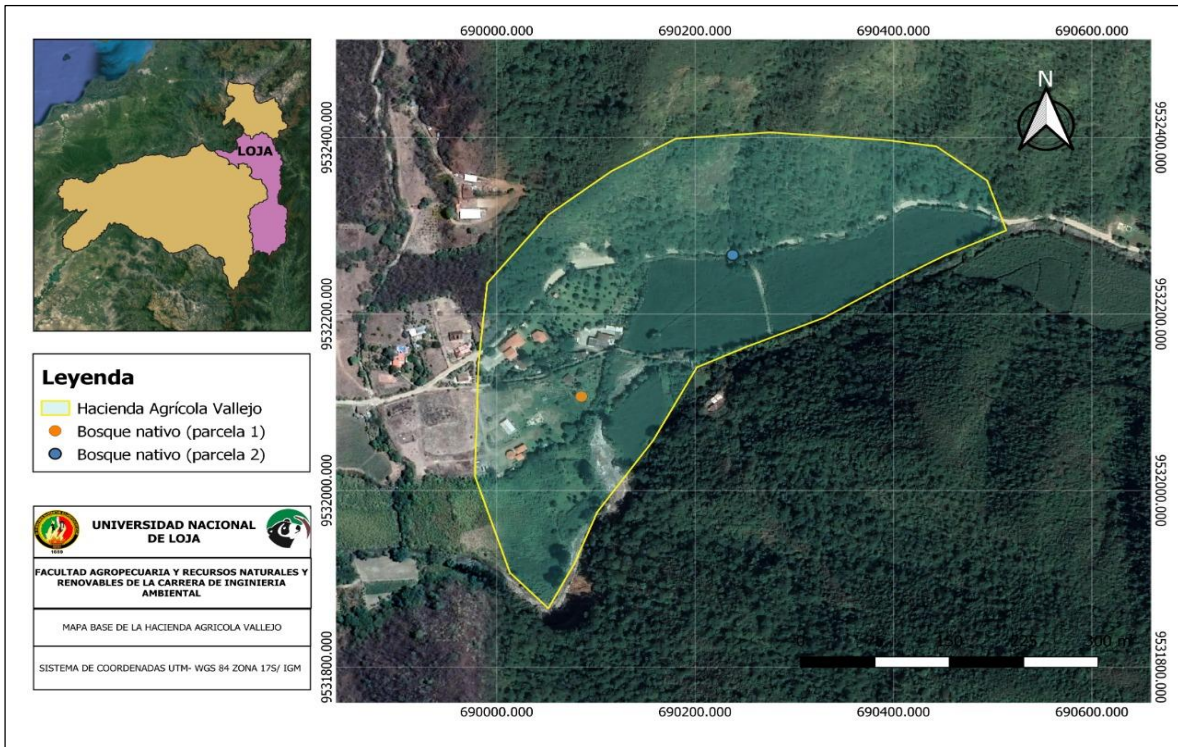 LOJA
Leyenda
Hacienda Agrícola Vallejo
Bosque nativo (parcela 1)
Bosque nativo (parcela 2)
UNIVERSIDAD NACIONAL
DE LOJA
1859
FACULTAD AGROPECUARIA Y RECURSOS NATURALES Y
RENOVABLES DE LA CARRERA DE INGINIERIA
AMBIENTAL
MAPA BASE DE LA HACIENDA AGRICOLA VALLEJO
SISTEMA DE COORDENADAS UTM- WGS 84 ZONA 17S/ IGM
690000.000 690200.000 690400.000 690600.000
N
9532400.000 9532400.000
9532200.000 9532200.000
9532000.000 9532000.000
9531800.000 9531800.000
0 75 150 225 300 m
690000.000 690200.000 690400.000 690600.000